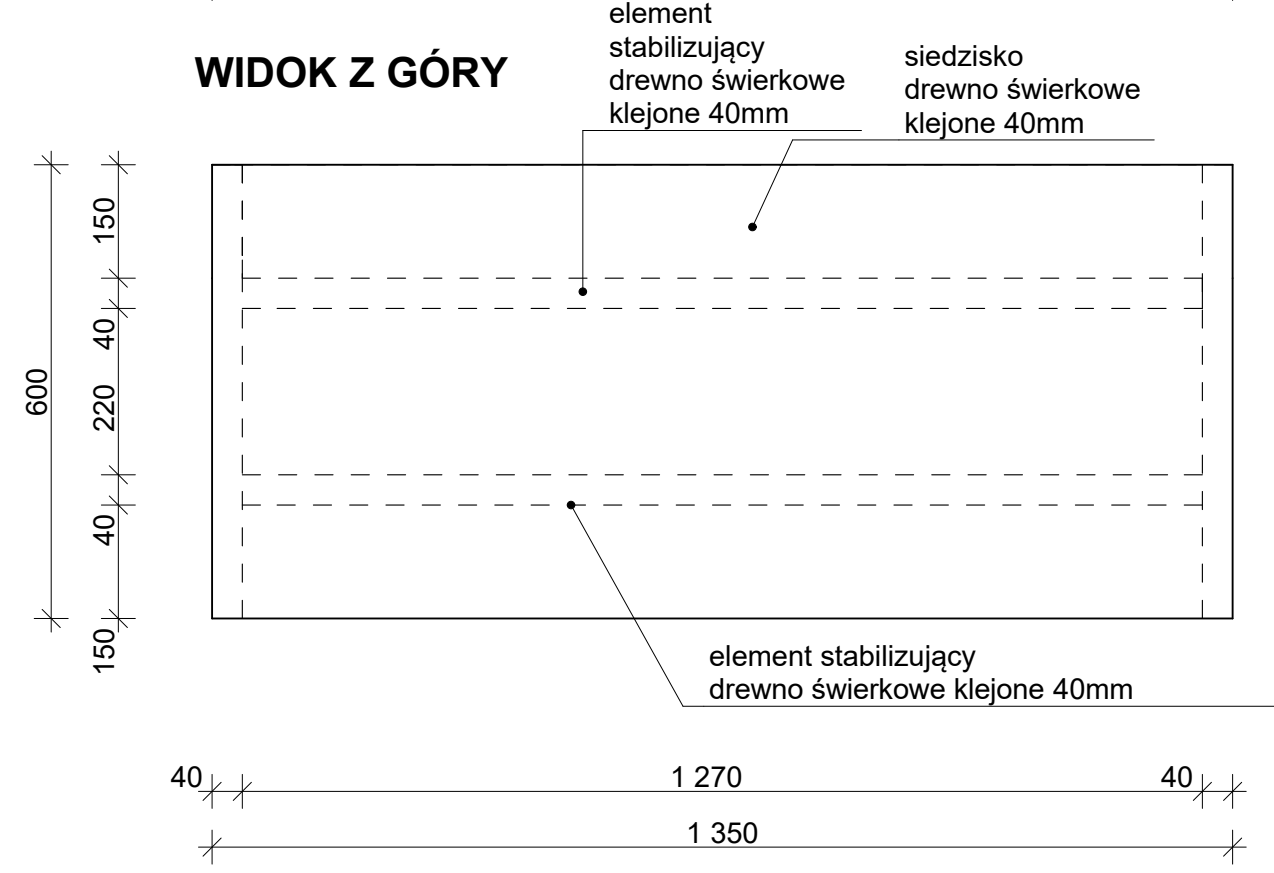 WIDOK Z GÓRY
element
stabilizujący
drewno świerkowe
klejone 40mm
siedzisko
drewno świerkowe
klejone 40mm
600
150
40
220
40
150
element stabilizujący
drewno świerkowe klejone 40mm
40
1 270
40
1 350